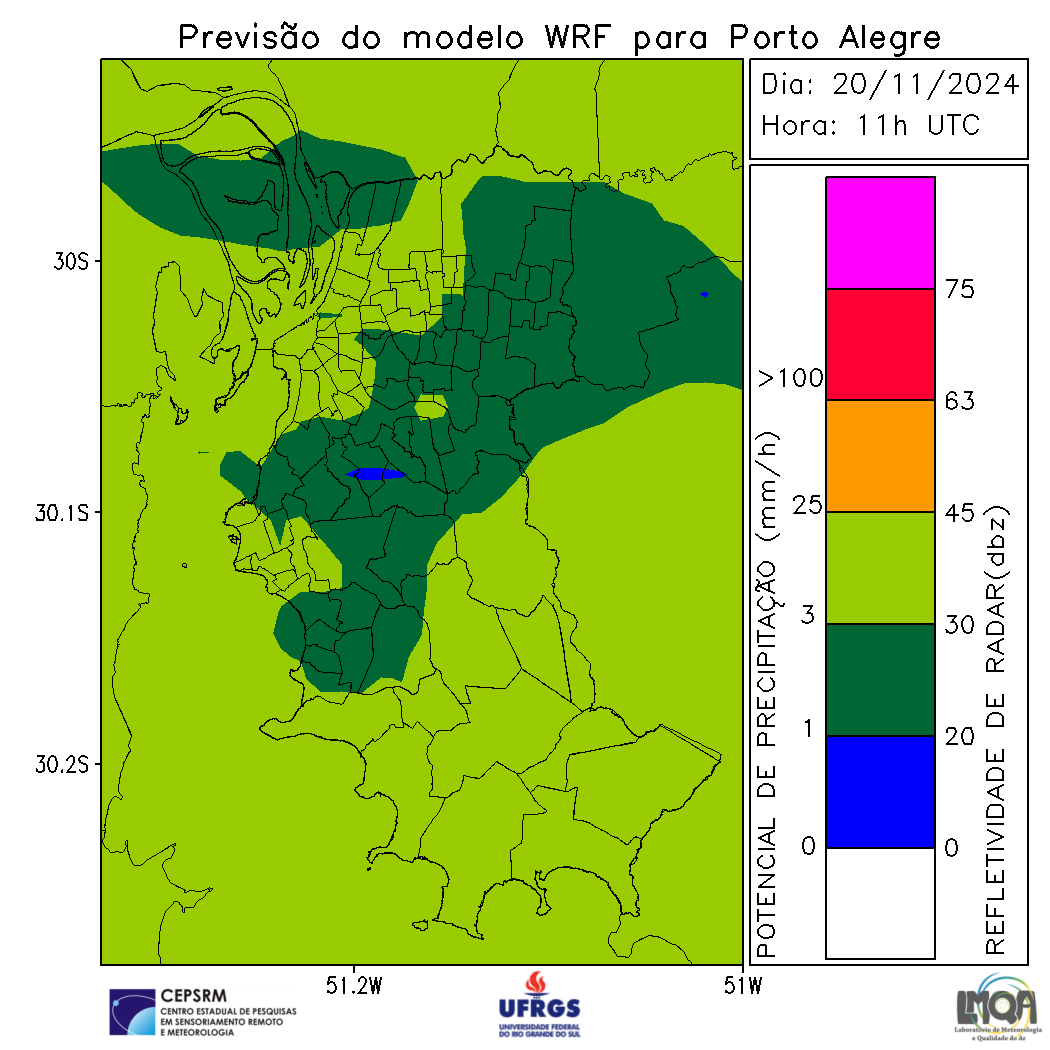 Previsão do modelo WRF para Porto Alegre
Dia: 20/11/2024
Hora: 11h UTC
30S
30.1S
30.2S
51.2W
51W
POTENCIAL DE PRECIPITAÇÃO (mm/h)
>100
25
3
1
0
75
63
45
30
20
0
REFLETIVIDADE DE RADAR(dbz)
CEPSRM
CENTRO ESTADUAL DE PESQUISAS
EM SENSORIAMENTO REMOTO
E METEOROLOGIA
UFRGS
UNIVERSIDADE FEDERAL
DO RIO GRANDE DO SUL
LMQA
Laboratório de Meteorologia
e Qualidade do Ar